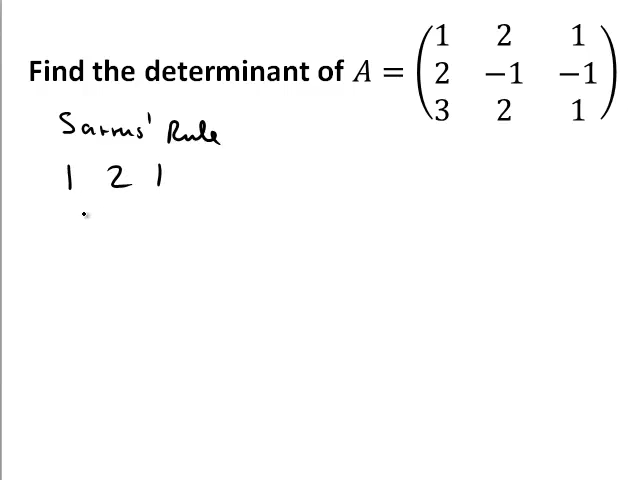 Find the determinant of A = ( 1 2 1
2 −1 −1
3 2 1 )
Sarrus' Rule
1 2 1